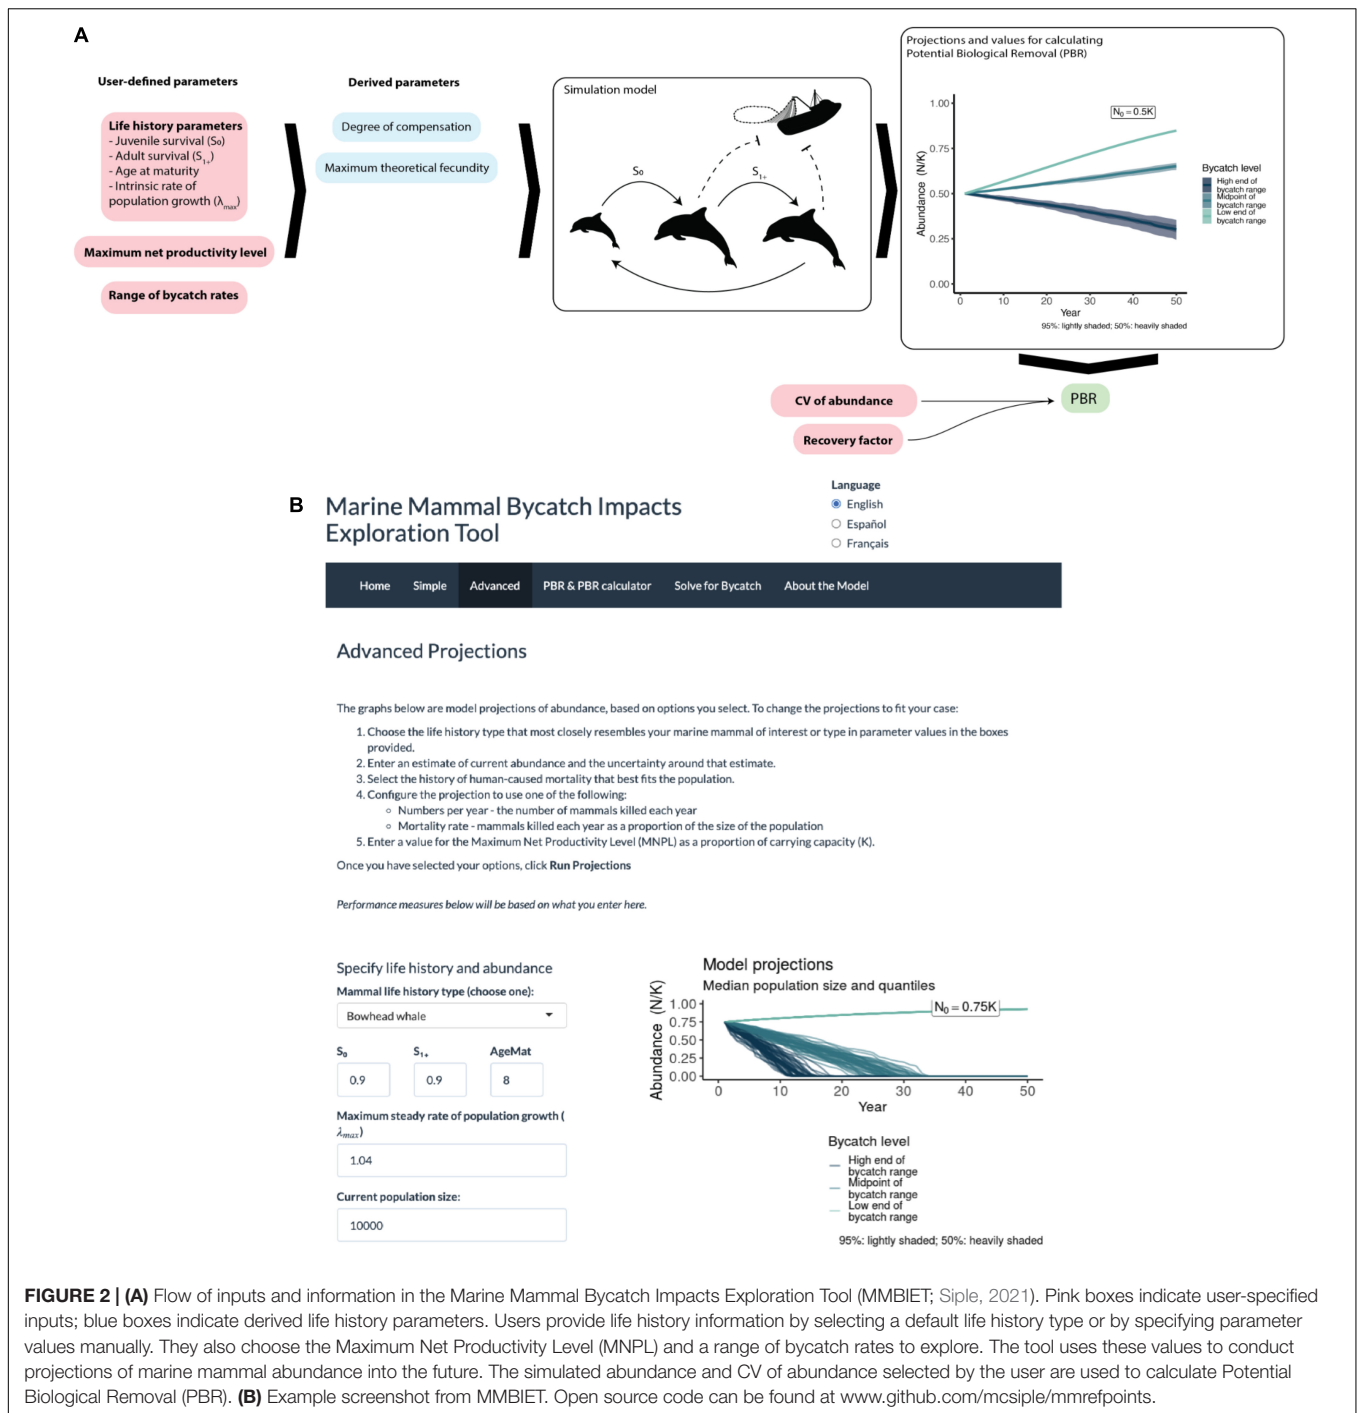 A
User-defined parameters
Life history parameters
- Juvenile survival (S₀)
- Adult survival (S₁₊)
- Age at maturity
- Intrinsic rate of
population growth (λmax)
Maximum net productivity level
Range of bycatch rates
Derived parameters
Degree of compensation
Maximum theoretical fecundity
Simulation model
S₀
S₁₊
Projections and values for calculating
Potential Biological Removal (PBR)
N₀ = 0.5K
Abundance (N/K)
1.00
0.75
0.50
0.25
0.00
0 10 20 30 40 50
Year
95%: lightly shaded; 50%: heavily shaded
Bycatch level
High end of
bycatch range
Midpoint of
bycatch range
Low end of
bycatch range
CV of abundance
Recovery factor
PBR
B
Marine Mammal Bycatch Impacts
Exploration Tool
Language
English
Español
Français
Home Simple Advanced PBR & PBR calculator Solve for Bycatch About the Model
Advanced Projections
The graphs below are model projections of abundance, based on options you select. To change the projections to fit your case:
1. Choose the life history type that most closely resembles your marine mammal of interest or type in parameter values in the boxes
provided.
2. Enter an estimate of current abundance and the uncertainty around that estimate.
3. Select the history of human-caused mortality that best fits the population.
4. Configure the projection to use one of the following:
Numbers per year - the number of mammals killed each year
Mortality rate - mammals killed each year as a proportion of the size of the population
5. Enter a value for the Maximum Net Productivity Level (MNPL) as a proportion of carrying capacity (K).
Once you have selected your options, click Run Projections
Performance measures below will be based on what you enter here.
Specify life history and abundance
Mammal life history type (choose one):
Bowhead whale
S₀ S₁₊ AgeMat
0.9 0.9 8
Maximum steady rate of population growth (
λmax)
1.04
Current population size:
10000
Model projections
Median population size and quantiles
N₀ = 0.75K
Abundance (N/K)
1.00
0.75
0.50
0.25
0.00
0 10 20 30 40 50
Year
Bycatch level
High end of
bycatch range
Midpoint of
bycatch range
Low end of
bycatch range
95%: lightly shaded; 50%: heavily shaded
FIGURE 2 | (A) Flow of inputs and information in the Marine Mammal Bycatch Impacts Exploration Tool (MMBIET; Siple, 2021). Pink boxes indicate user-specified
inputs; blue boxes indicate derived life history parameters. Users provide life history information by selecting a default life history type or by specifying parameter
values manually. They also choose the Maximum Net Productivity Level (MNPL) and a range of bycatch rates to explore. The tool uses these values to conduct
projections of marine mammal abundance into the future. The simulated abundance and CV of abundance selected by the user are used to calculate Potential
Biological Removal (PBR). (B) Example screenshot from MMBIET. Open source code can be found at www.github.com/mcsiple/mmrefpoints.